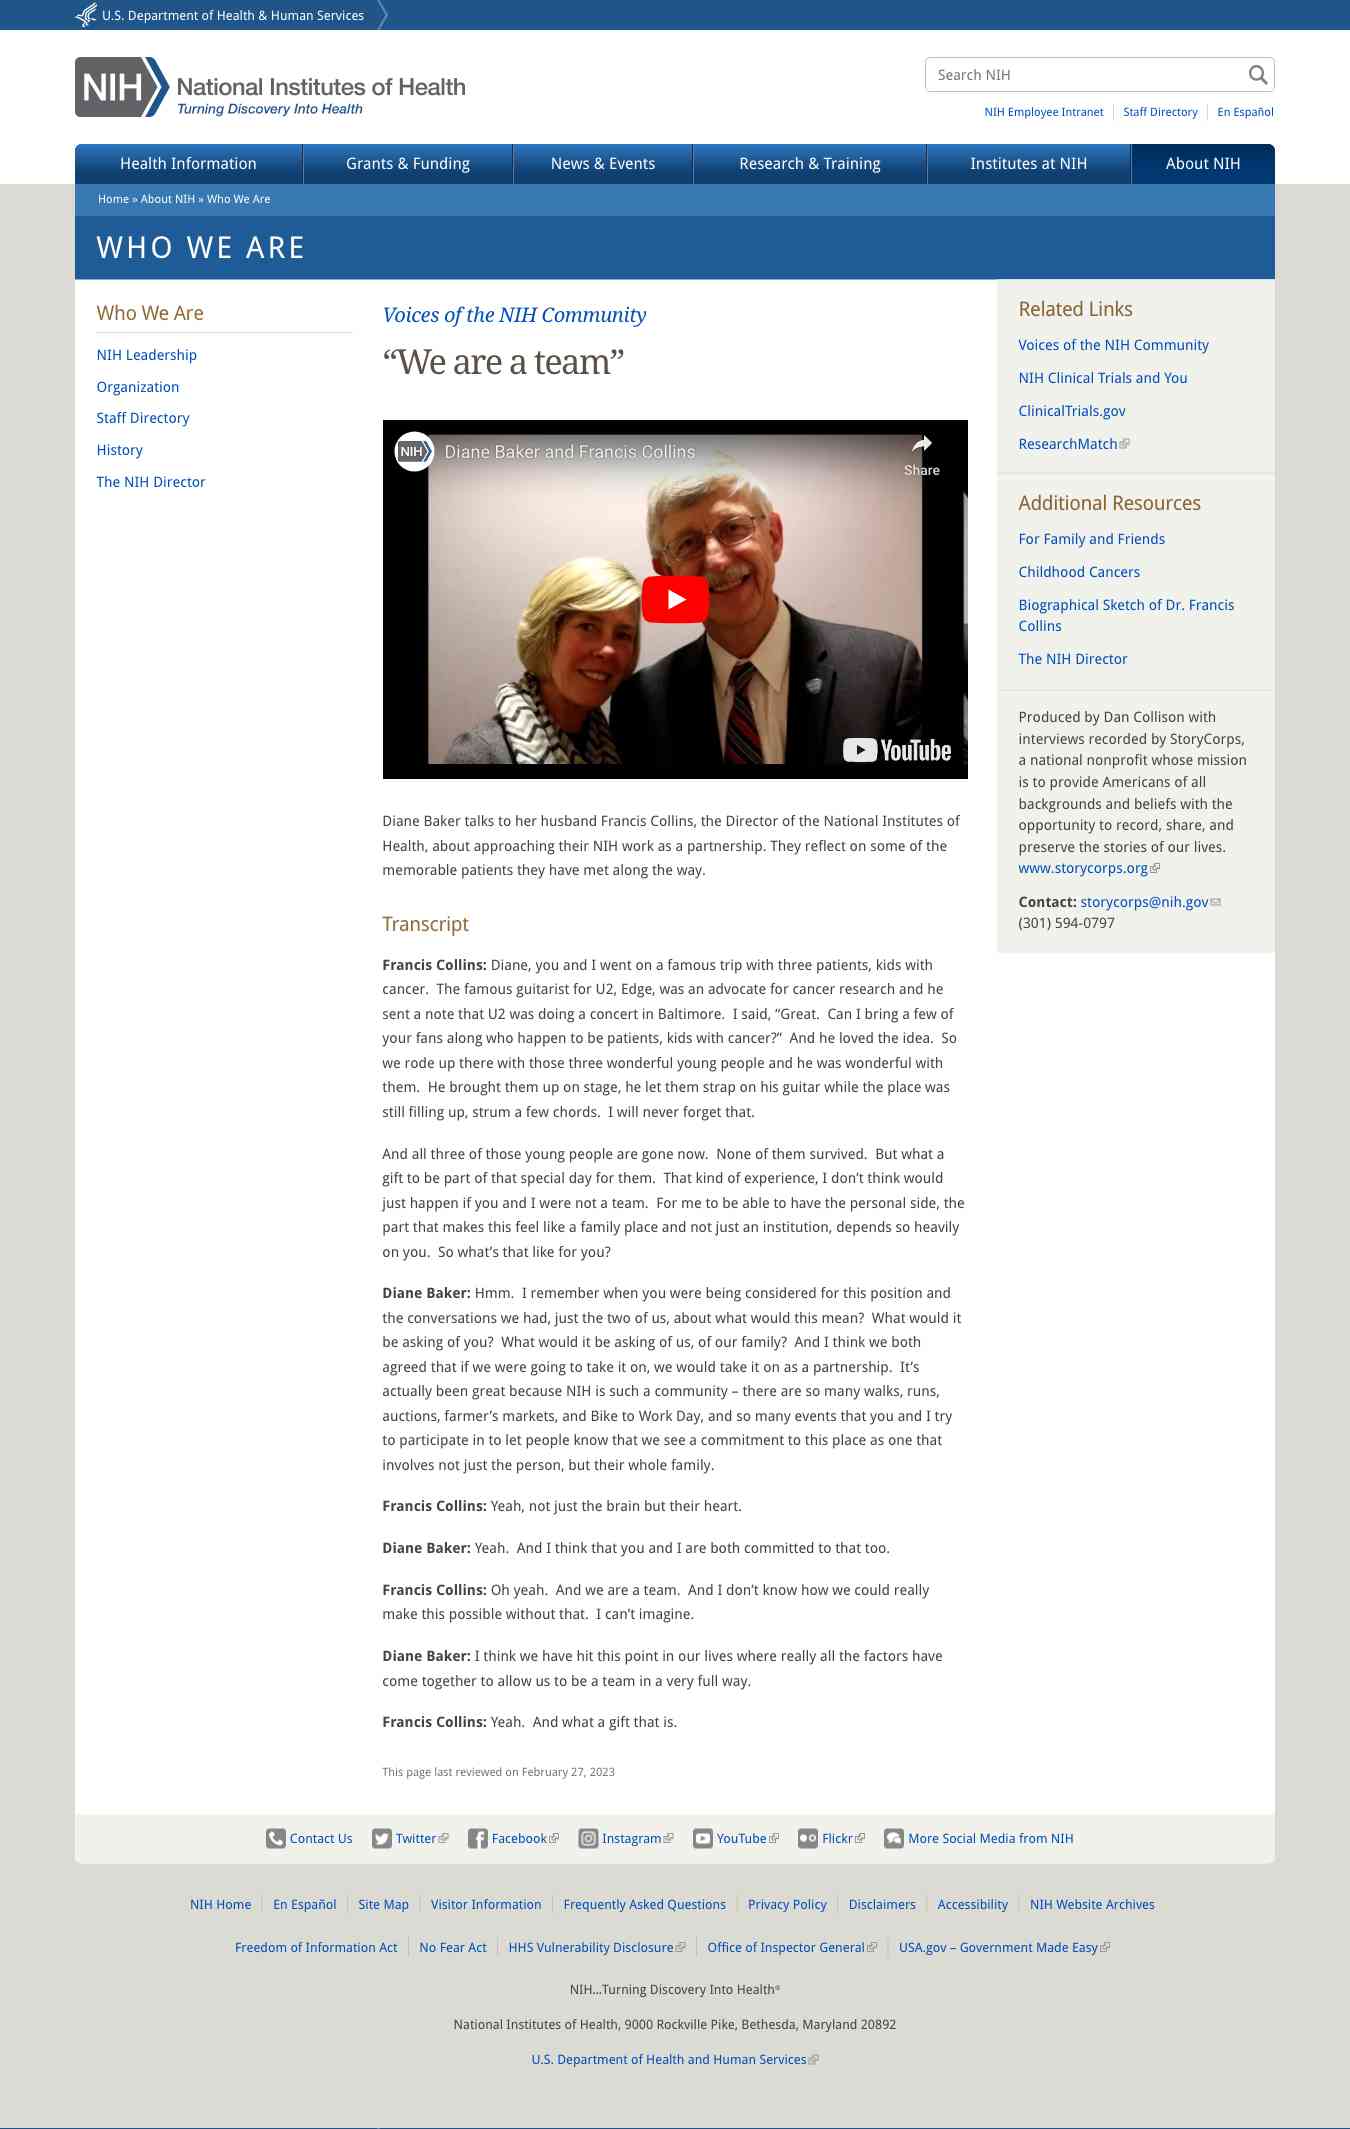 U.S. Department of Health & Human Services
NIH National Institutes of Health
Turning Discovery Into Health
Search NIH
NIH Employee Intranet
Staff Directory
En Español
Health Information
Grants & Funding
News & Events
Research & Training
Institutes at NIH
About NIH
Home » About NIH » Who We Are
WHO WE ARE
Who We Are
NIH Leadership
Organization
Staff Directory
History
The NIH Director
Voices of the NIH Community
“We are a team”
NIH
Diane Baker and Francis Collins
Share
YouTube
Diane Baker talks to her husband Francis Collins, the Director of the National Institutes of
Health, about approaching their NIH work as a partnership. They reflect on some of the
memorable patients they have met along the way.
Transcript
Francis Collins: Diane, you and I went on a famous trip with three patients, kids with
cancer.  The famous guitarist for U2, Edge, was an advocate for cancer research and he
sent a note that U2 was doing a concert in Baltimore.  I said, “Great.  Can I bring a few of
your fans along who happen to be patients, kids with cancer?”  And he loved the idea.  So
we rode up there with those three wonderful young people and he was wonderful with
them.  He brought them up on stage, he let them strap on his guitar while the place was
still filling up, strum a few chords.  I will never forget that.
And all three of those young people are gone now.  None of them survived.  But what a
gift to be part of that special day for them.  That kind of experience, I don’t think would
just happen if you and I were not a team.  For me to be able to have the personal side, the
part that makes this feel like a family place and not just an institution, depends so heavily
on you.  So what’s that like for you?
Diane Baker: Hmm.  I remember when you were being considered for this position and
the conversations we had, just the two of us, about what would this mean?  What would it
be asking of you?  What would it be asking of us, of our family?  And I think we both
agreed that if we were going to take it on, we would take it on as a partnership.  It’s
actually been great because NIH is such a community – there are so many walks, runs,
auctions, farmer’s markets, and Bike to Work Day, and so many events that you and I try
to participate in to let people know that we see a commitment to this place as one that
involves not just the person, but their whole family.
Francis Collins: Yeah, not just the brain but their heart.
Diane Baker: Yeah.  And I think that you and I are both committed to that too.
Francis Collins: Oh yeah.  And we are a team.  And I don’t know how we could really
make this possible without that.  I can’t imagine.
Diane Baker: I think we have hit this point in our lives where really all the factors have
come together to allow us to be a team in a very full way.
Francis Collins: Yeah.  And what a gift that is.
This page last reviewed on February 27, 2023
Related Links
Voices of the NIH Community
NIH Clinical Trials and You
ClinicalTrials.gov
ResearchMatch
Additional Resources
For Family and Friends
Childhood Cancers
Biographical Sketch of Dr. Francis
Collins
The NIH Director
Produced by Dan Collison with
interviews recorded by StoryCorps,
a national nonprofit whose mission
is to provide Americans of all
backgrounds and beliefs with the
opportunity to record, share, and
preserve the stories of our lives.
www.storycorps.org
Contact: storycorps@nih.gov
(301) 594-0797
Contact Us
Twitter
Facebook
Instagram
YouTube
Flickr
More Social Media from NIH
NIH Home
En Español
Site Map
Visitor Information
Frequently Asked Questions
Privacy Policy
Disclaimers
Accessibility
NIH Website Archives
Freedom of Information Act
No Fear Act
HHS Vulnerability Disclosure
Office of Inspector General
USA.gov – Government Made Easy
NIH…Turning Discovery Into Health®
National Institutes of Health, 9000 Rockville Pike, Bethesda, Maryland 20892
U.S. Department of Health and Human Services